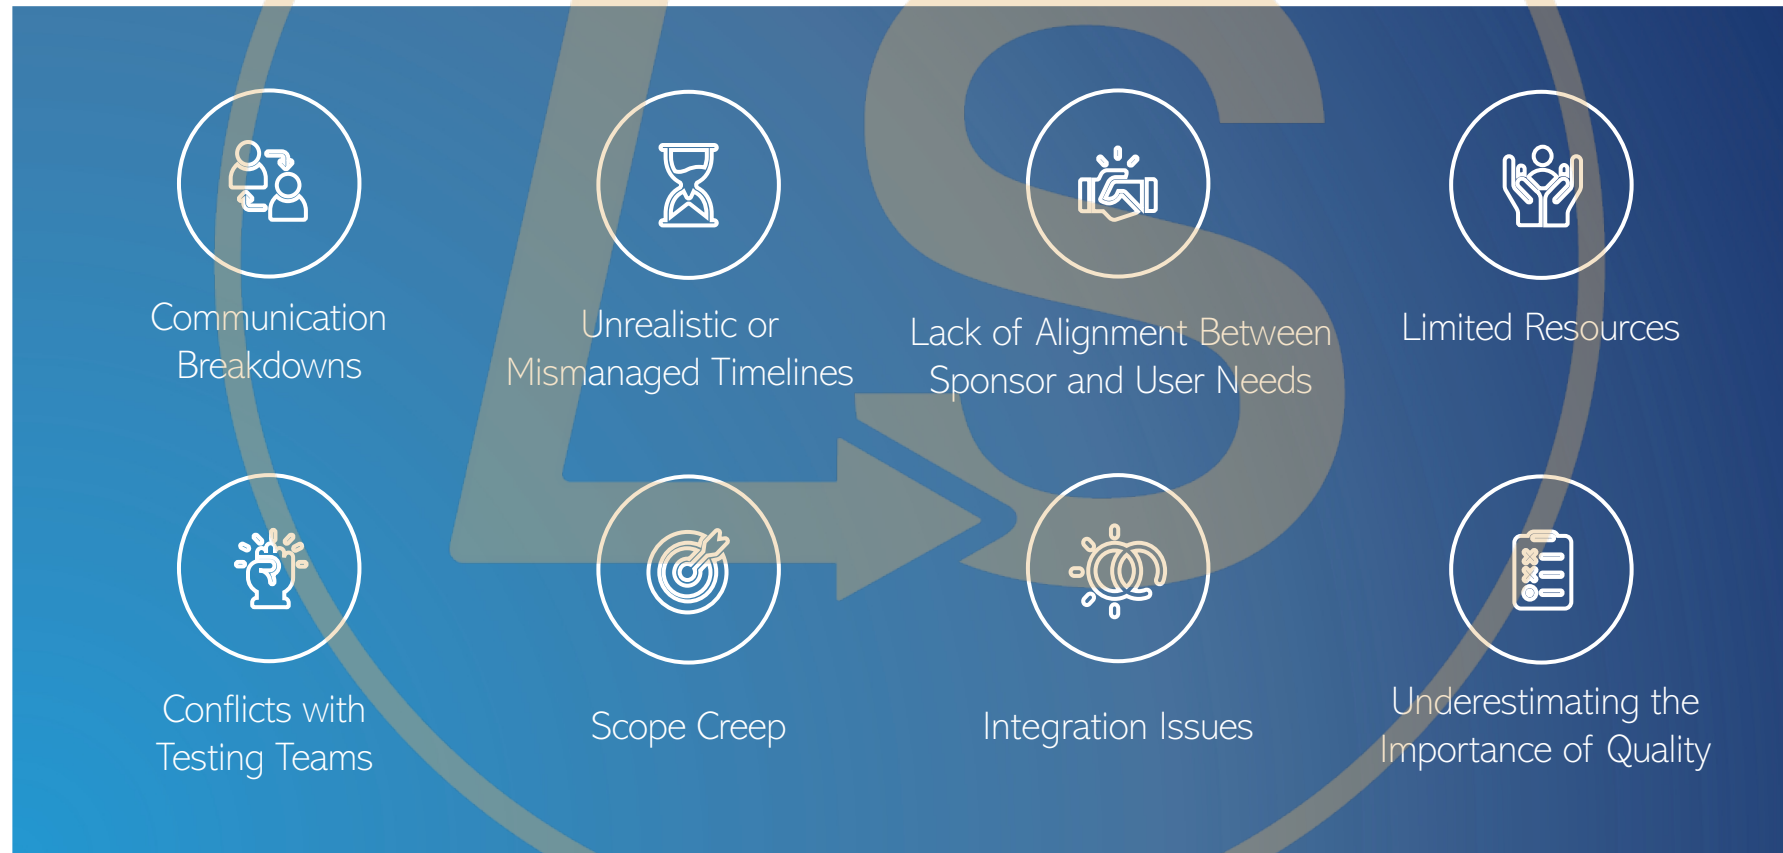 Communication
Breakdowns
Unrealistic or
Mismanaged Timelines
Lack of Alignment Between
Sponsor and User Needs
Limited Resources
Conflicts with
Testing Teams
Scope Creep
Integration Issues
Underestimating the
Importance of Quality
LS